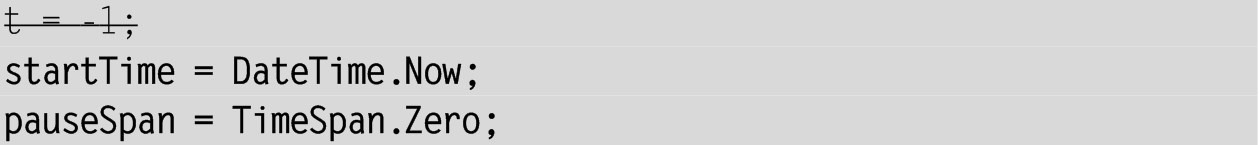 t = -1;
startTime = DateTime.Now;
pauseSpan = TimeSpan.Zero;